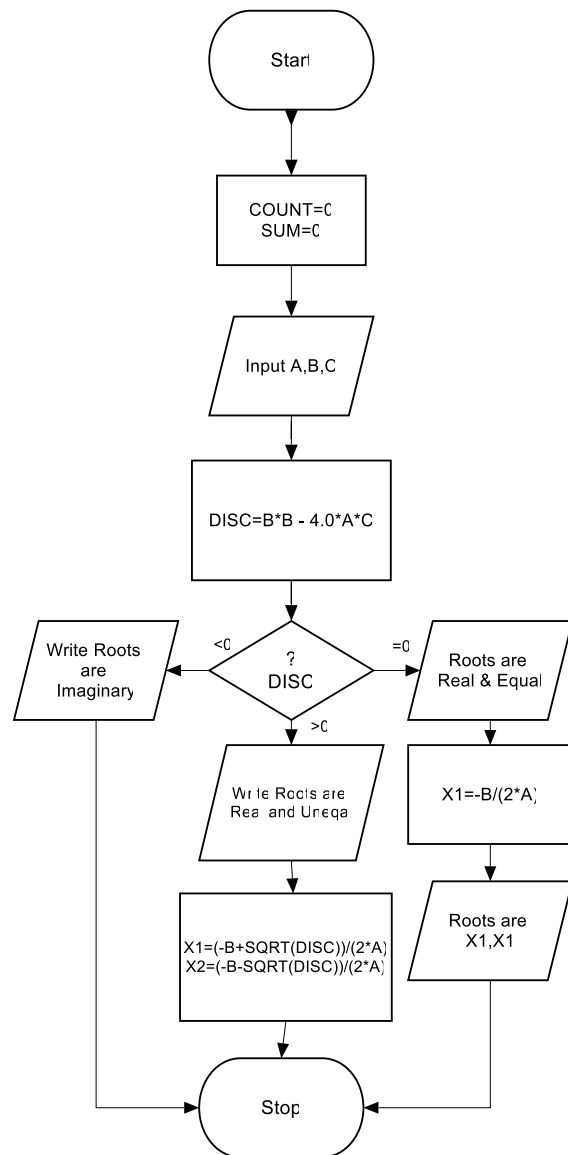 Start
COUNT=0
SUM=0
Input A,B,C
DISC=B*B - 4.0*A*C
<0
?
DISC
=0
>0
Write Roots
are
Imaginary
Roots are
Real & Equal
Write Roots are
Real and Uneqa
X1=-B/(2*A)
X1=(-B+SQRT(DISC))/(2*A)
X2=(-B-SQRT(DISC))/(2*A)
Roots are
X1,X1
Stop